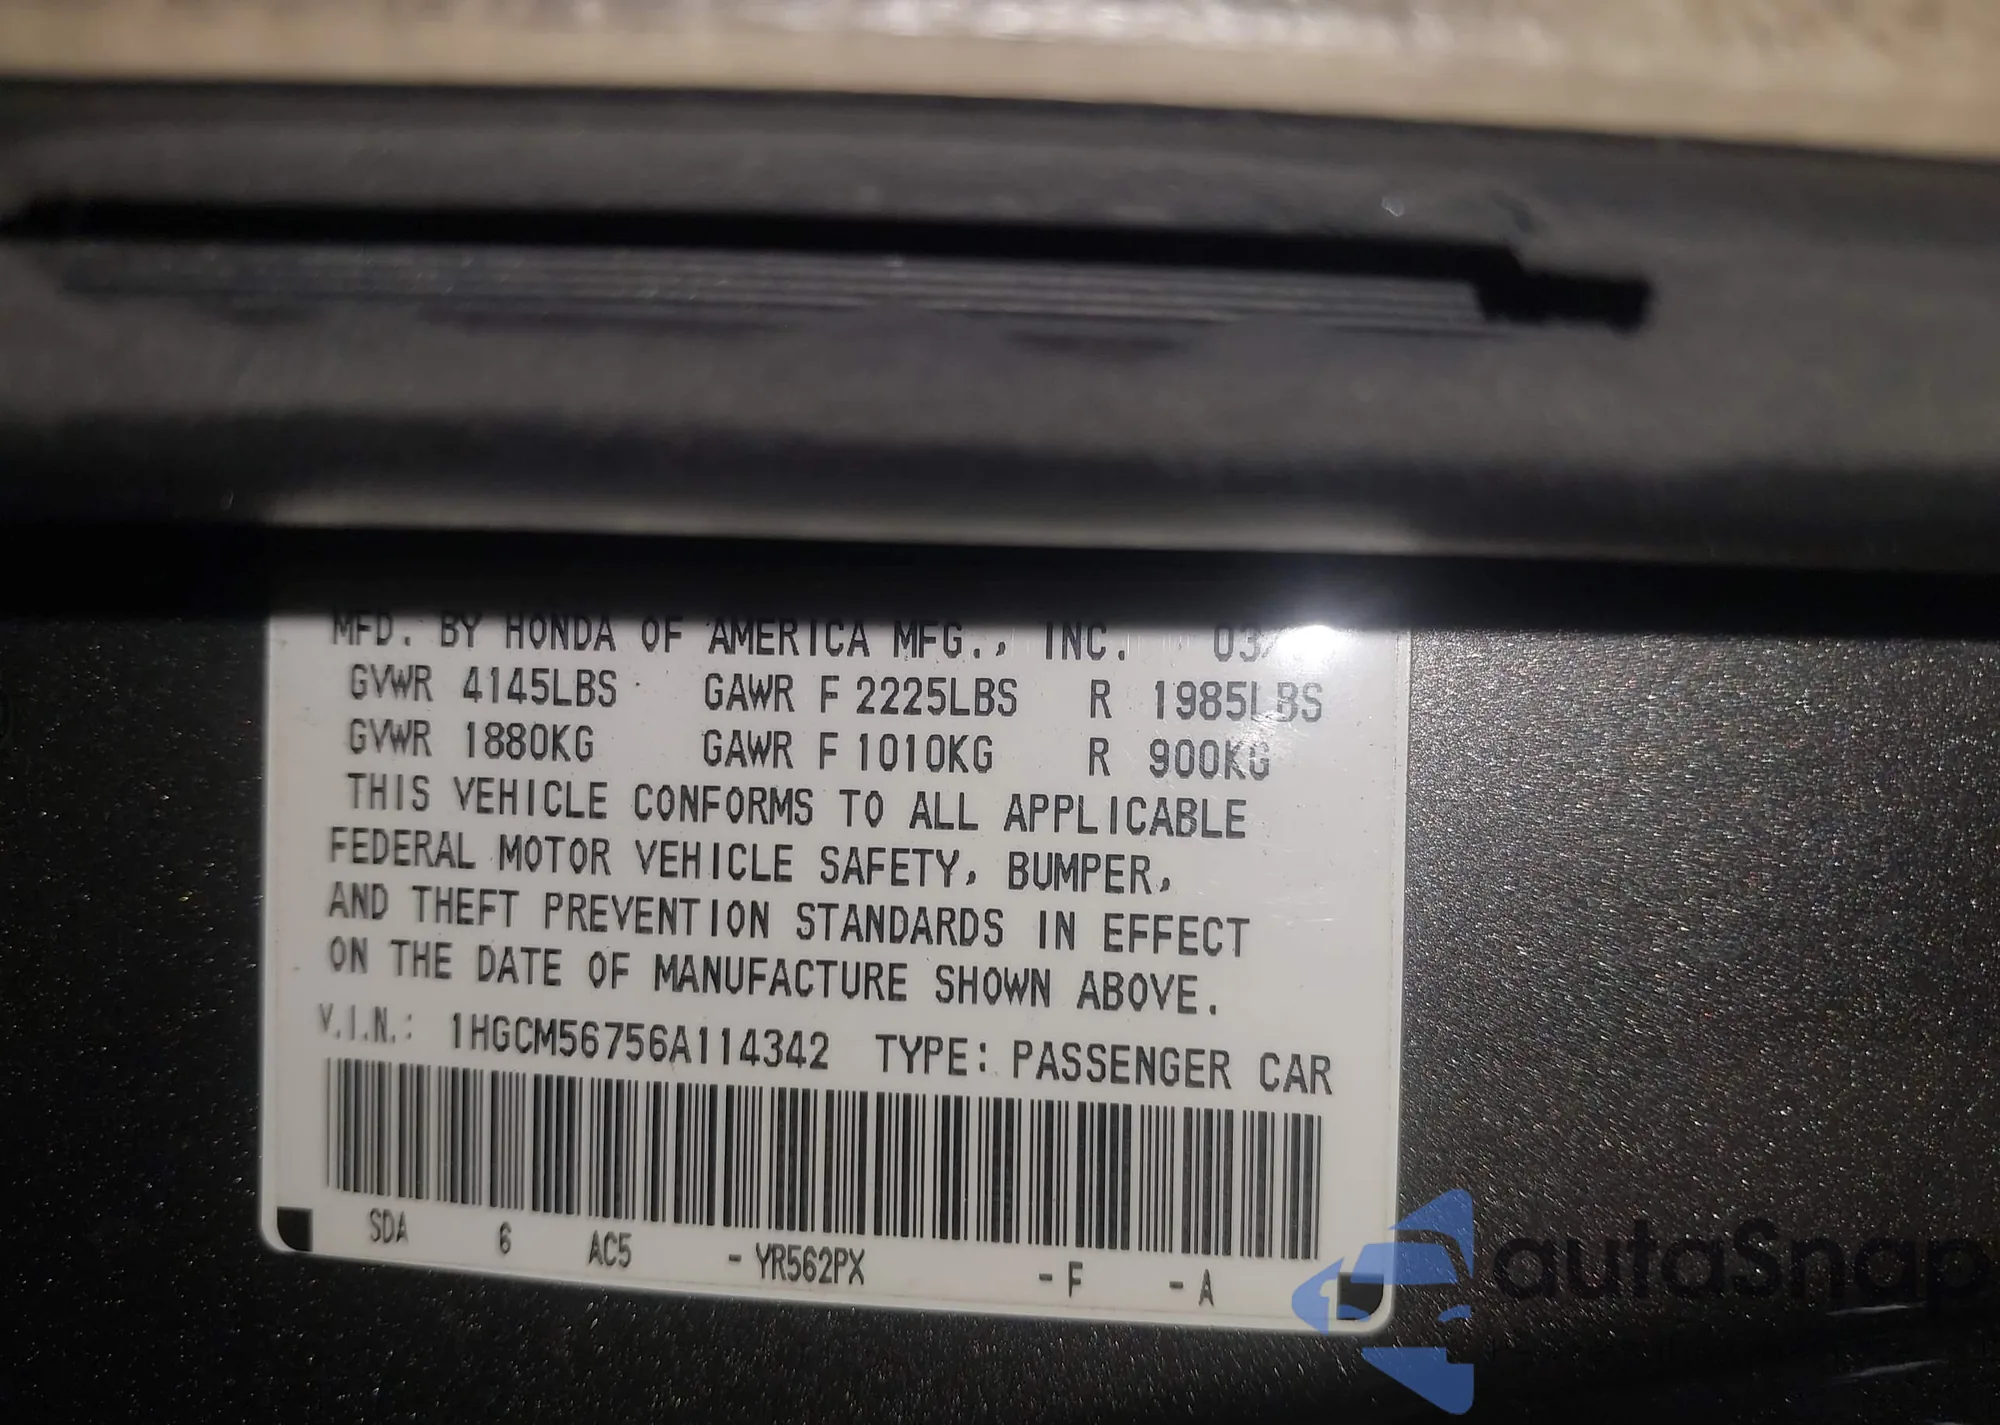 MFD. BY HONDA OF AMERICA MFG., INC. 03/
GVWR 4145LBS GAWR F 2225LBS R 1985LBS
GVWR 1880KG GAWR F 1010KG R 900KG
THIS VEHICLE CONFORMS TO ALL APPLICABLE
FEDERAL MOTOR VEHICLE SAFETY, BUMPER,
AND THEFT PREVENTION STANDARDS IN EFFECT
ON THE DATE OF MANUFACTURE SHOWN ABOVE.
V.I.N.: 1HGCM56756A114342 TYPE: PASSENGER CAR
SDA 6 AC5 - YR562PX - F - A
autaSnap